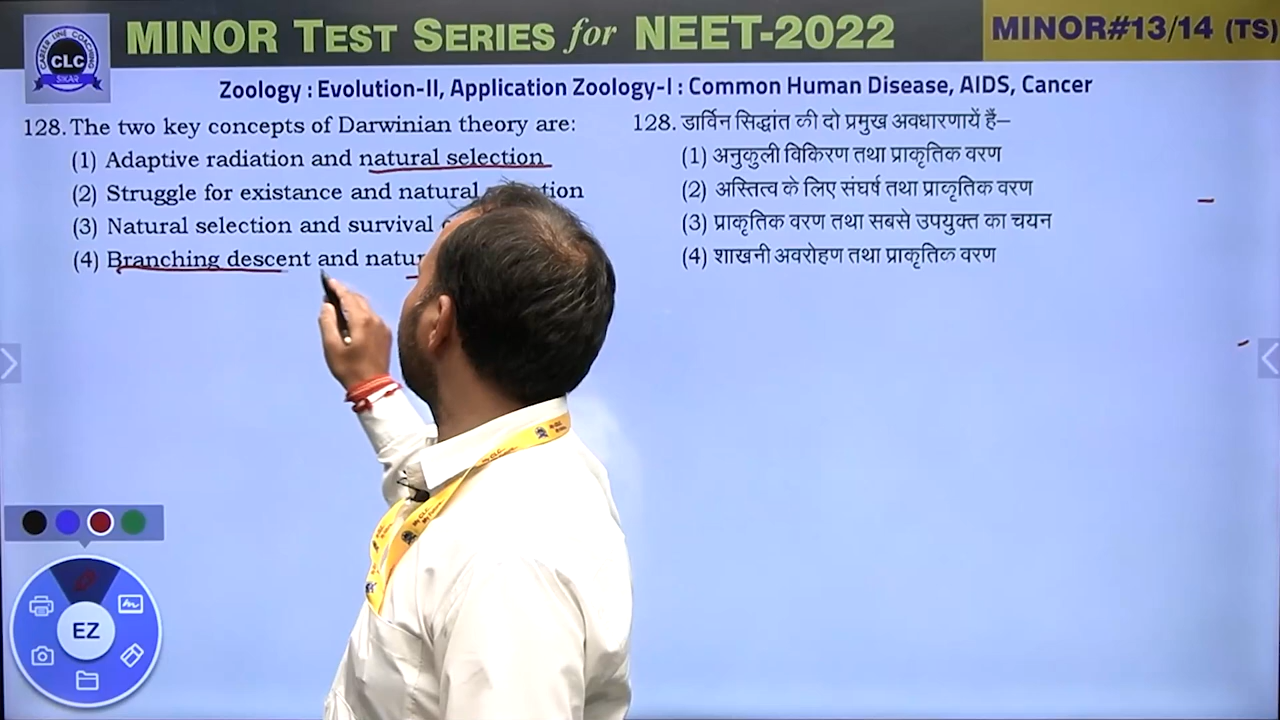 MINOR TEST SERIES for NEET-2022
MINOR#13/14 (TS)
CAREER LINE COACHING
CLC
SIKAR
Zoology : Evolution-II, Application Zoology-I : Common Human Disease, AIDS, Cancer
128. The two key concepts of Darwinian theory are:
(1) Adaptive radiation and natural selection
(2) Struggle for existance and natural
(3) Natural selection and survival
(4) Branching descent and
128. डार्विन सिद्धांत की दो प्रमुख अवधारणायें हैं–
(1) अनुकुली विकिरण तथा प्राकृतिक वरण
(2) अस्तित्व के लिए संघर्ष तथा प्राकृतिक वरण
(3) प्राकृतिक वरण तथा सबसे उपयुक्त का चयन
(4) शाखनी अवरोहण तथा प्राकृतिक वरण
EZ